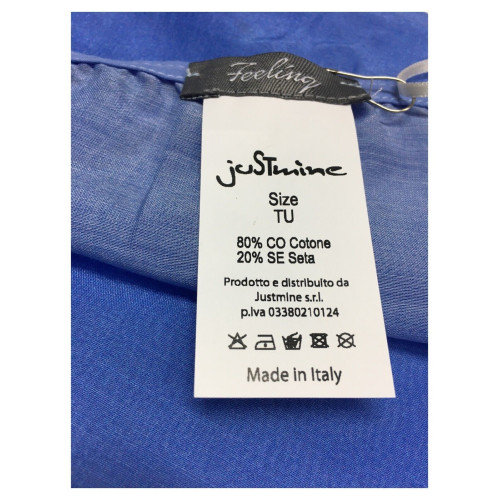 Feeling
juSTmine
Size
TU
80% CO Cotone
20% SE Seta
Prodotto e distribuito da
Justmine s.r.l.
p.Iva 03380210124
Made in Italy